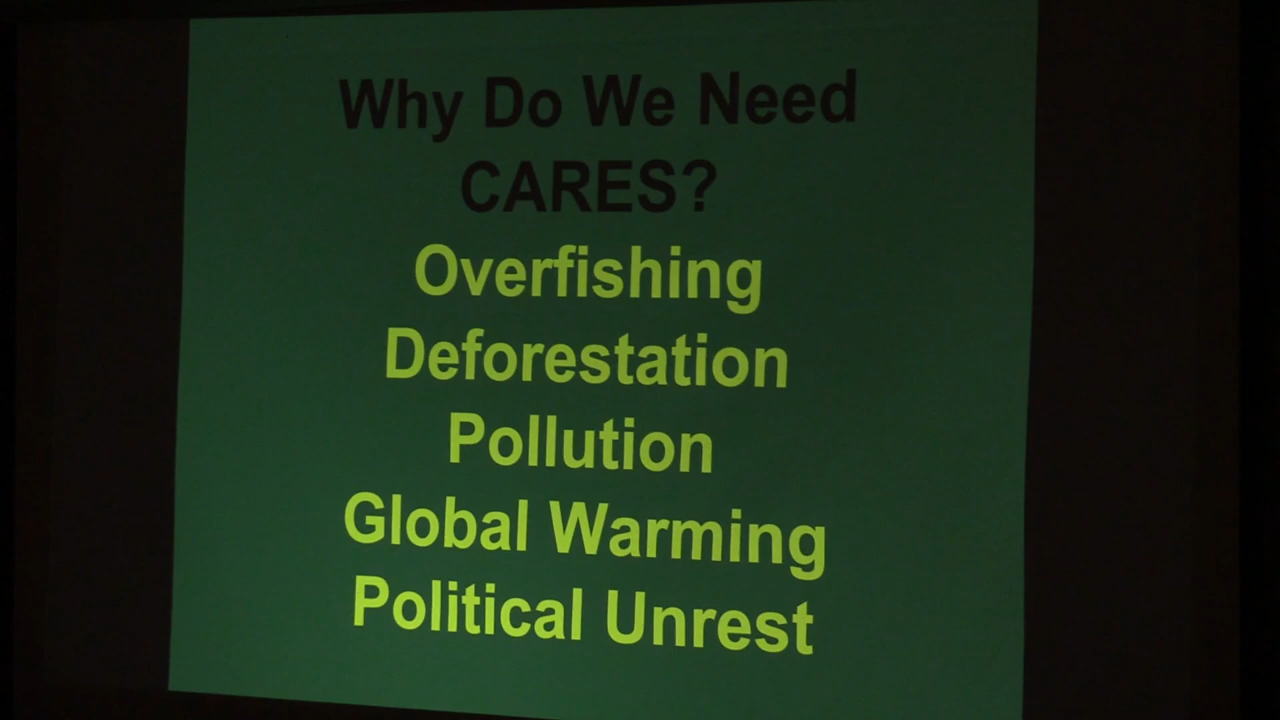 Why Do We Need
CARES?
Overfishing
Deforestation
Pollution
Global Warming
Political Unrest